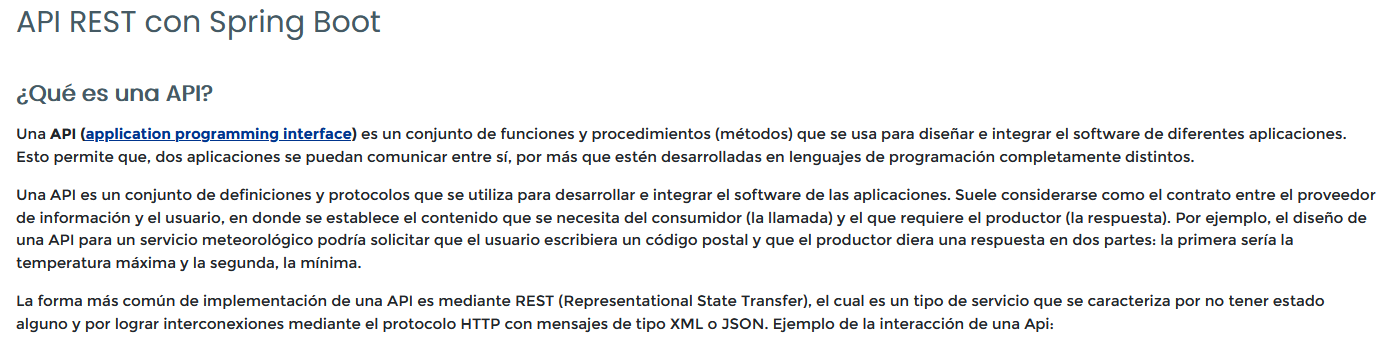 API REST con Spring Boot
¿Qué es una API?
Una API (application programming interface) es un conjunto de funciones y procedimientos (métodos) que se usa para diseñar e integrar el software de diferentes aplicaciones.
Esto permite que, dos aplicaciones se puedan comunicar entre sí, por más que estén desarrolladas en lenguajes de programación completamente distintos.
Una API es un conjunto de definiciones y protocolos que se utiliza para desarrollar e integrar el software de las aplicaciones. Suele considerarse como el contrato entre el proveedor
de información y el usuario, en donde se establece el contenido que se necesita del consumidor (la llamada) y el que requiere el productor (la respuesta). Por ejemplo, el diseño de
una API para un servicio meteorológico podría solicitar que el usuario escribiera un código postal y que el productor diera una respuesta en dos partes: la primera sería la
temperatura máxima y la segunda, la mínima.
La forma más común de implementación de una API es mediante REST (Representational State Transfer), el cual es un tipo de servicio que se caracteriza por no tener estado
alguno y por lograr interconexiones mediante el protocolo HTTP con mensajes de tipo XML o JSON. Ejemplo de la interacción de una Api: